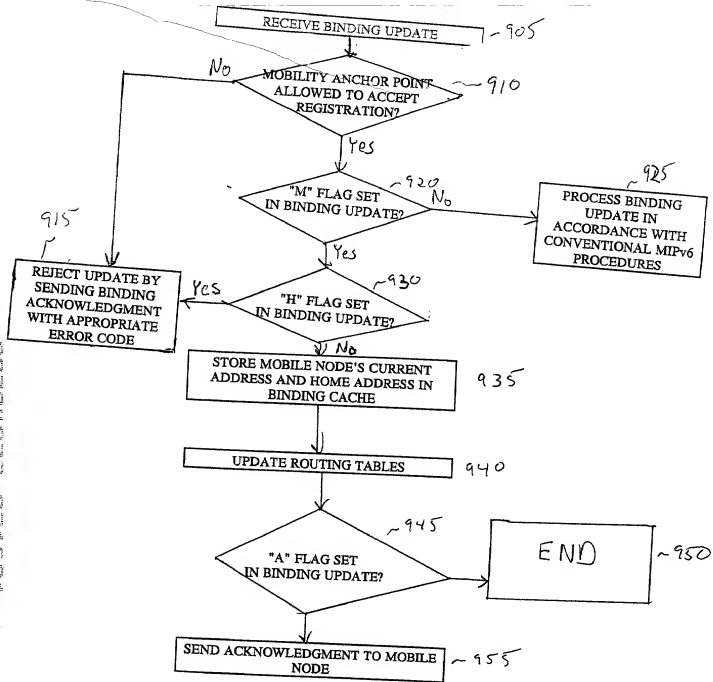 RECEIVE BINDING UPDATE
~905
No
MOBILITY ANCHOR POINT
ALLOWED TO ACCEPT
REGISTRATION?
~910
Yes
~920
"M" FLAG SET
IN BINDING UPDATE?
No
~925
PROCESS BINDING
UPDATE IN
ACCORDANCE WITH
CONVENTIONAL MIPv6
PROCEDURES
915
Yes
~930
REJECT UPDATE BY
SENDING BINDING
ACKNOWLEDGMENT
WITH APPROPRIATE
ERROR CODE
Yes
"H" FLAG SET
IN BINDING UPDATE?
No
STORE MOBILE NODE'S CURRENT
ADDRESS AND HOME ADDRESS IN
BINDING CACHE
935
UPDATE ROUTING TABLES
940
~945
"A" FLAG SET
IN BINDING UPDATE?
END
~950
SEND ACKNOWLEDGMENT TO MOBILE
NODE
~955